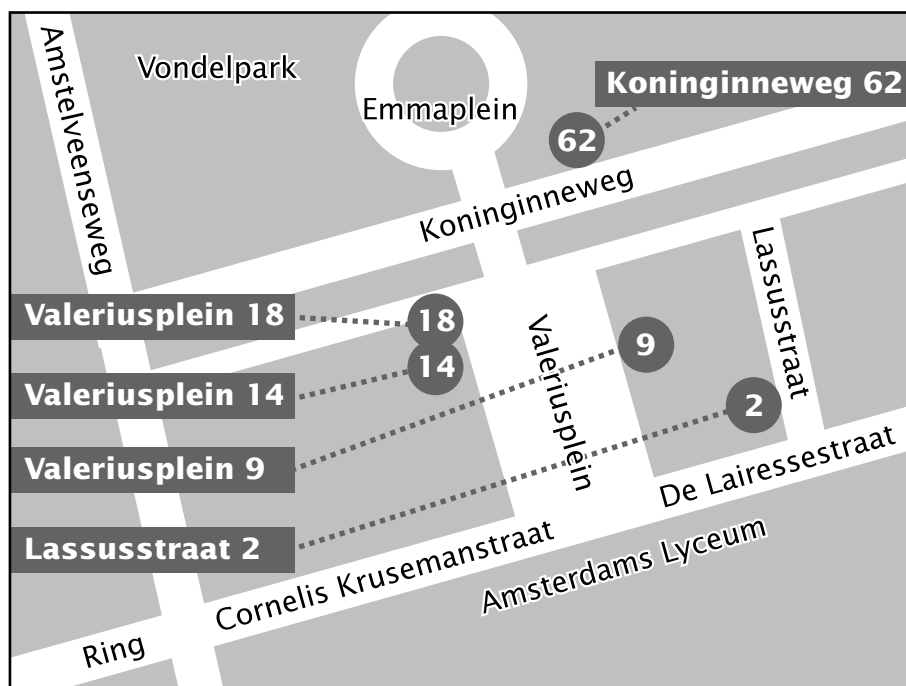 Amstelveenseweg
Vondelpark
Emmaplein
Koninginneweg 62
62
Koninginneweg
Lassusstraat
Valeriusplein 18
18
Valeriusplein
9
Valeriusplein 14
14
2
Valeriusplein 9
De Lairessestraat
Lassusstraat 2
Cornelis Krusemanstraat
Amsterdams Lyceum
Ring